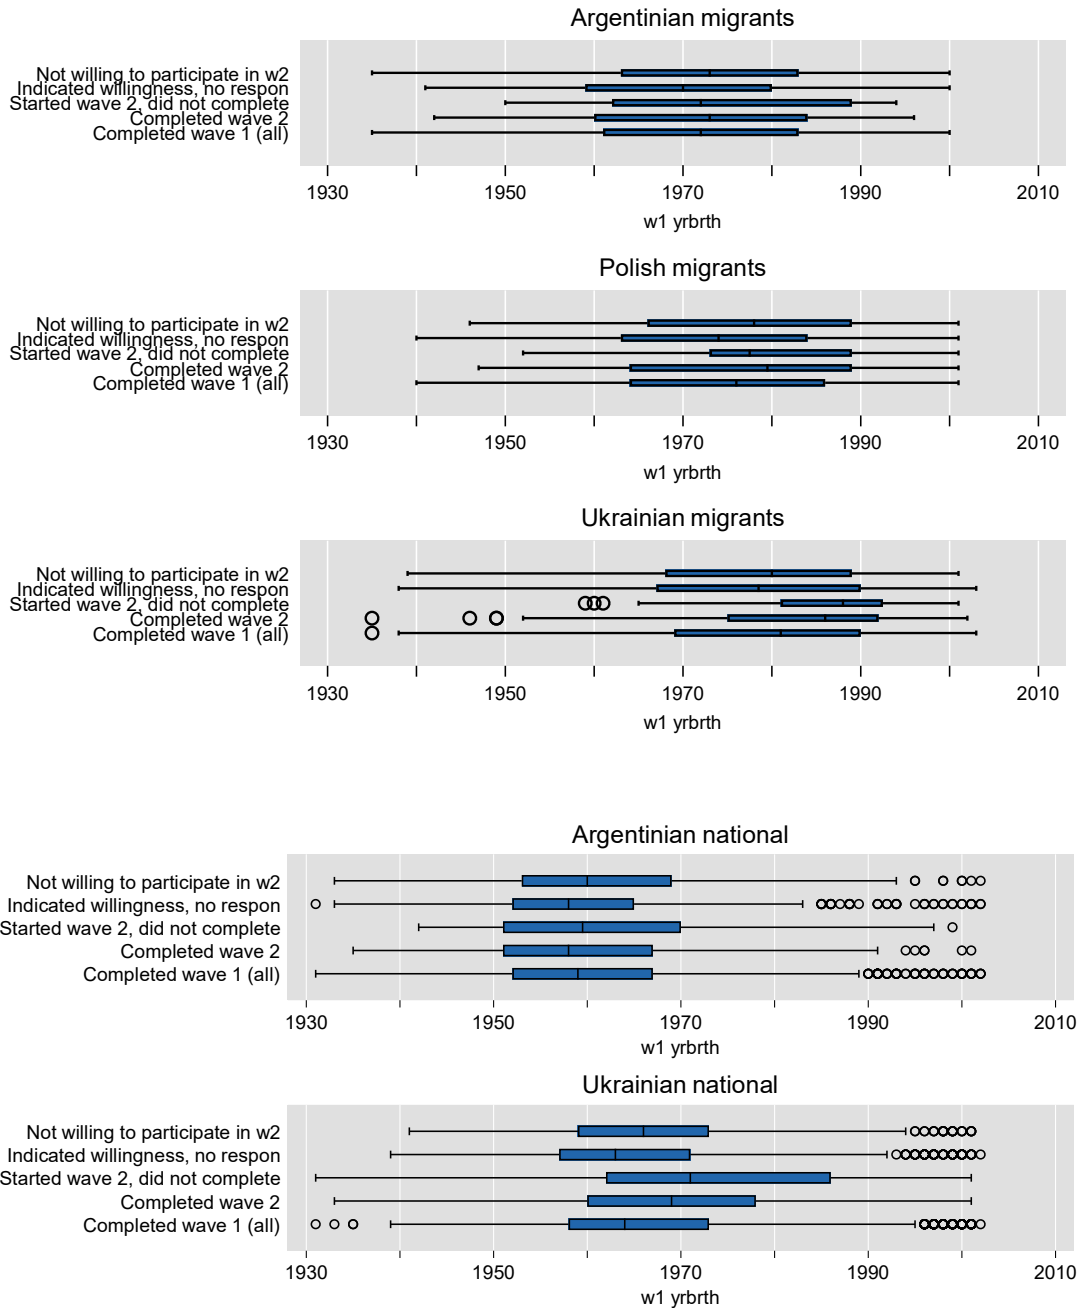 Argentinian migrants
Not willing to participate in w2
Indicated willingness, no respon
Started wave 2, did not complete
Completed wave 2
Completed wave 1 (all)
1930 1950 1970 1990 2010
w1 yrbrth
Polish migrants
Not willing to participate in w2
Indicated willingness, no respon
Started wave 2, did not complete
Completed wave 2
Completed wave 1 (all)
1930 1950 1970 1990 2010
w1 yrbrth
Ukrainian migrants
Not willing to participate in w2
Indicated willingness, no respon
Started wave 2, did not complete
Completed wave 2
Completed wave 1 (all)
1930 1950 1970 1990 2010
w1 yrbrth
Argentinian national
Not willing to participate in w2
Indicated willingness, no respon
Started wave 2, did not complete
Completed wave 2
Completed wave 1 (all)
1930 1950 1970 1990 2010
w1 yrbrth
Ukrainian national
Not willing to participate in w2
Indicated willingness, no respon
Started wave 2, did not complete
Completed wave 2
Completed wave 1 (all)
1930 1950 1970 1990 2010
w1 yrbrth